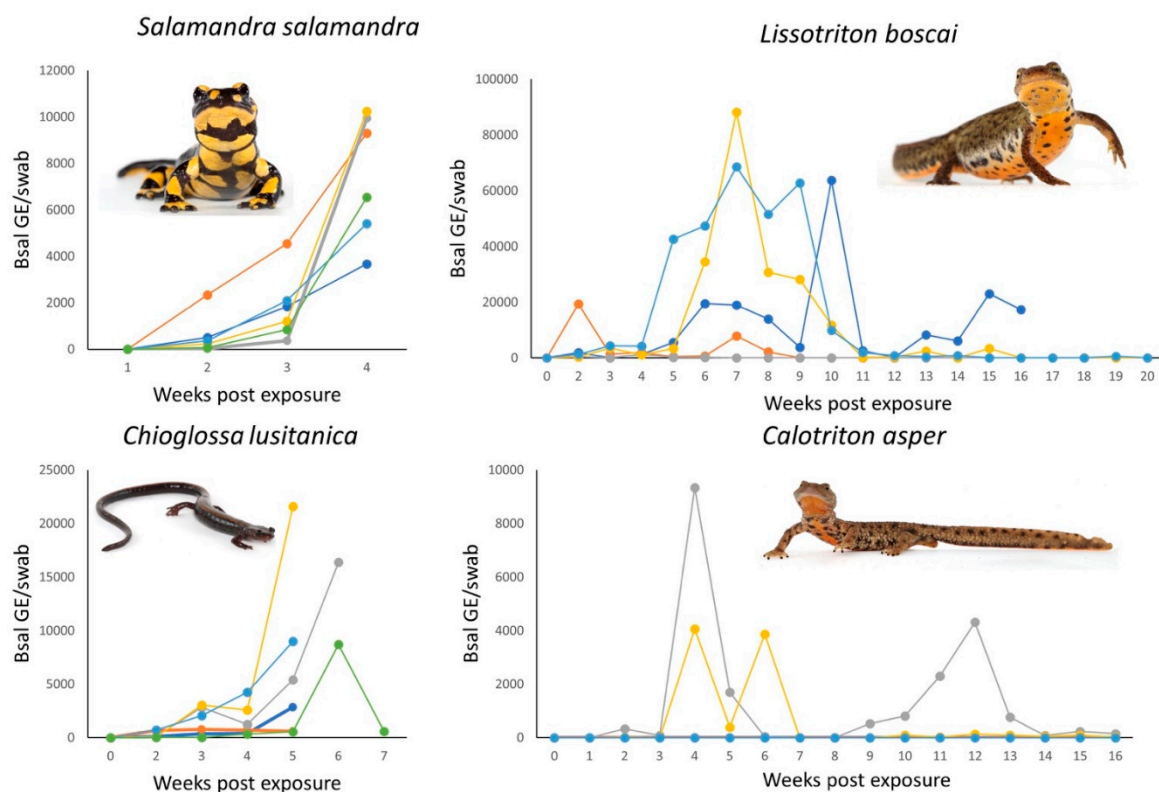 Salamandra salamandra
12000
10000
8000
6000
4000
2000
0
Bsal GE/swab
1 2 3 4
Weeks post exposure
Lissotriton boscai
100000
80000
60000
40000
20000
0
Bsal GE/swab
0 2 3 4 5 6 7 8 9 10 11 12 13 14 15 16 17 18 19 20
Weeks post exposure
Chioglossa lusitanica
25000
20000
15000
10000
5000
0
Bsal GE/swab
0 2 3 4 5 6 7
Weeks post exposure
Calotriton asper
10000
8000
6000
4000
2000
0
Bsal GE/swab
0 1 2 3 4 5 6 7 8 9 10 11 12 13 14 15 16
Weeks post exposure